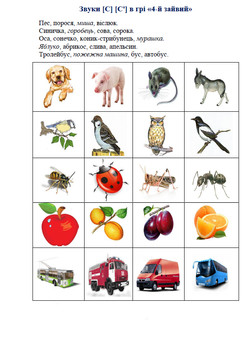 Звуки [С] [С'] в грі «4-й зайвий»
Пес, порося, миша, віслюк.
Синичка, горобець, сова, сорока.
Оса, сонечко, коник-стрибунець, мурашка.
Яблуко, абрикос, слива, апельсин.
Тролейбус, пожежна машина, бус, автобус.